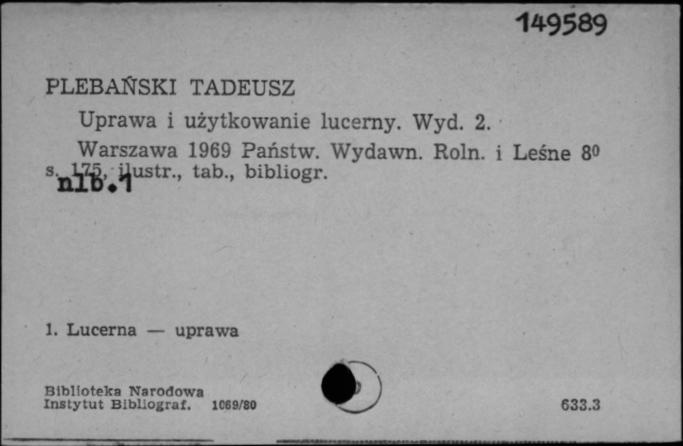 149589
PLEBAŃSKI TADEUSZ
Uprawa i użytkowanie lucerny. Wyd. 2.
Warszawa 1969 Państw. Wydawn. Roln. i Leśne 8⁰
s. 175, ilustr., tab., bibliogr.
nlb.1
1. Lucerna — uprawa
Biblioteka Narodowa
Instytut Bibliograf. 1069/80
633.3